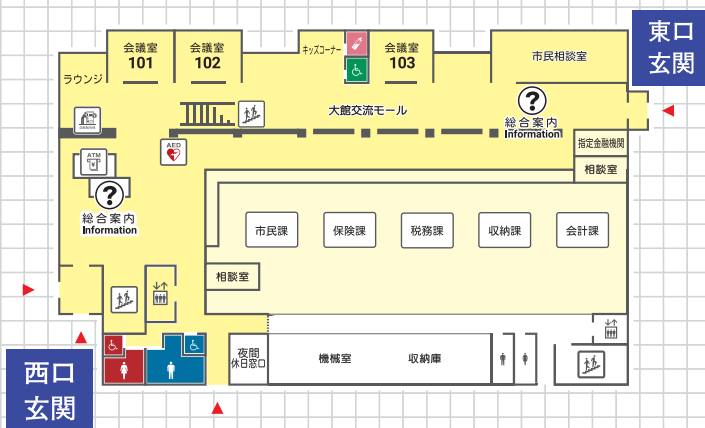 東口
玄関
会議室
101
会議室
102
キッズコーナー
会議室
103
市民相談室
ラウンジ
大館交流モール
総合案内
Information
指定金融機関
相談室
AED
ATM
総合案内
Information
市民課
保険課
税務課
収納課
会計課
相談室
夜間
休日窓口
機械室
収納庫
西口
玄関